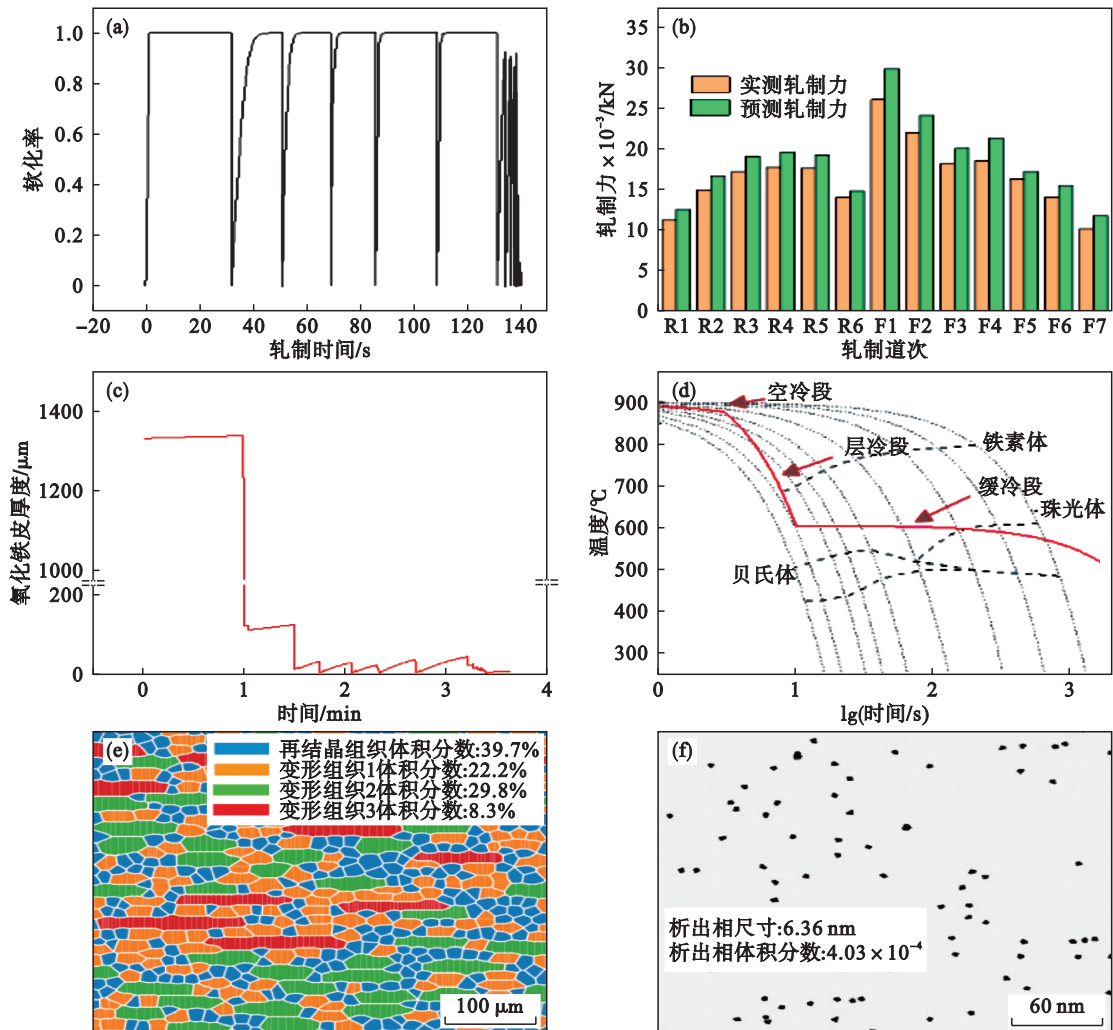 (a)
1.0
0.8
0.6
0.4
0.2
0
软化率
−20
0
20
40
60
80
100
120
140
轧制时间/s
(b)
35
30
25
20
15
10
5
0
轧制力×10⁻³/kN
实测轧制力
预测轧制力
R1
R2
R3
R4
R5
R6
F1
F2
F3
F4
F5
F6
F7
轧制道次
(c)
1400
1300
1000
200
0
氧化铁皮厚度/μm
0
1
2
3
4
时间/min
(d)
900
800
700
600
500
400
300
温度/℃
空冷段
层冷段
铁素体
缓冷段
珠光体
贝氏体
0
1
2
3
lg(时间/s)
(e)
再结晶组织体积分数:39.7%
变形组织1体积分数:22.2%
变形组织2体积分数:29.8%
变形组织3体积分数:8.3%
100 μm
(f)
析出相尺寸:6.36 nm
析出相体积分数:4.03×10⁻⁴
60 nm